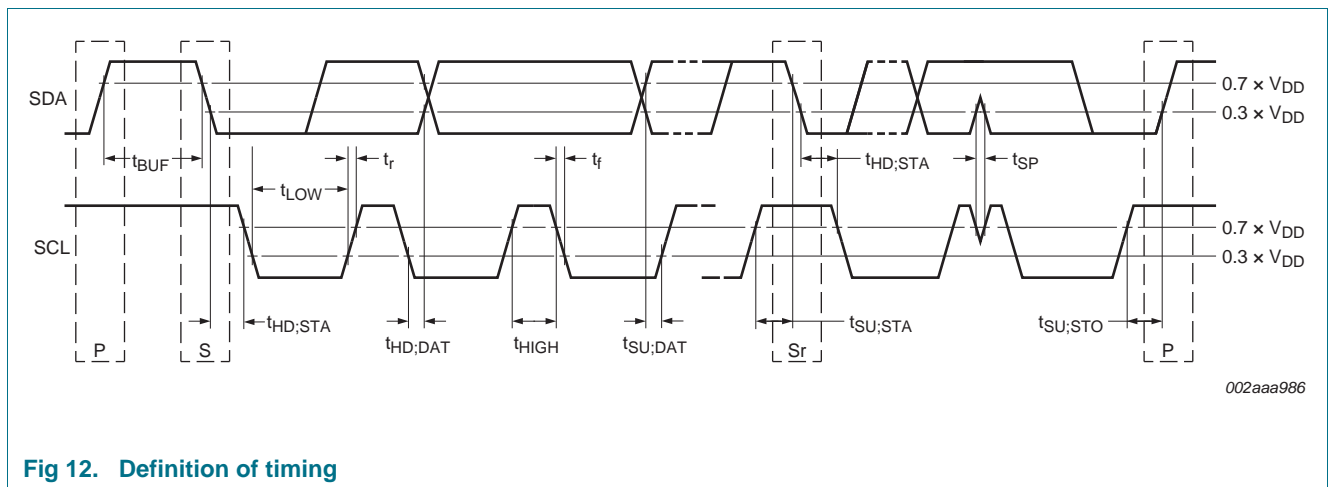 SDA
0.7 × VDD
0.3 × VDD
tBUF
tLOW
tr
tf
tHD;STA
tSP
SCL
0.7 × VDD
0.3 × VDD
tHD;STA
tHD;DAT
tHIGH
tSU;DAT
tSU;STA
tSU;STO
P
S
Sr
P
002aaa986
Fig 12. Definition of timing